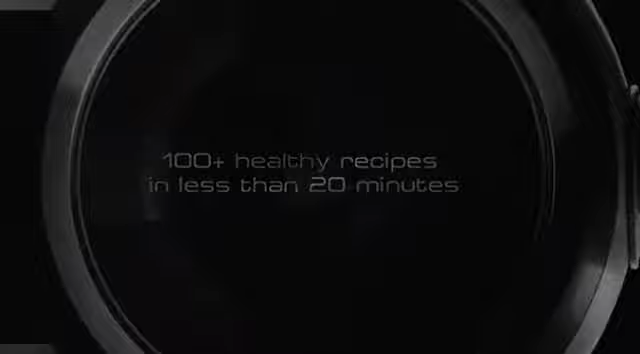 100+ healthy recipes
in less than 20 minutes